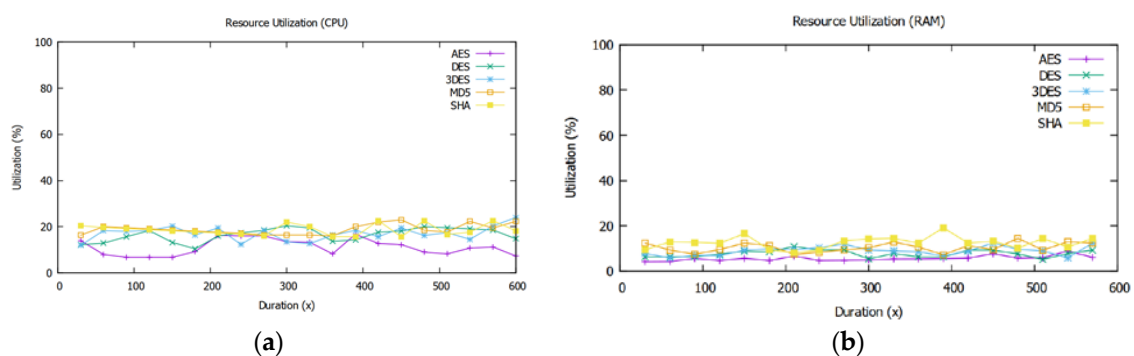 Resource Utilization (CPU)
100
80
60
40
20
0
Utilization (%)
AES
DES
3DES
MD5
SHA
0 100 200 300 400 500 600
Duration (x)
(a)
Resource Utilization (RAM)
100
80
60
40
20
0
Utilization (%)
AES
DES
3DES
MD5
SHA
0 100 200 300 400 500 600
Duration (x)
(b)